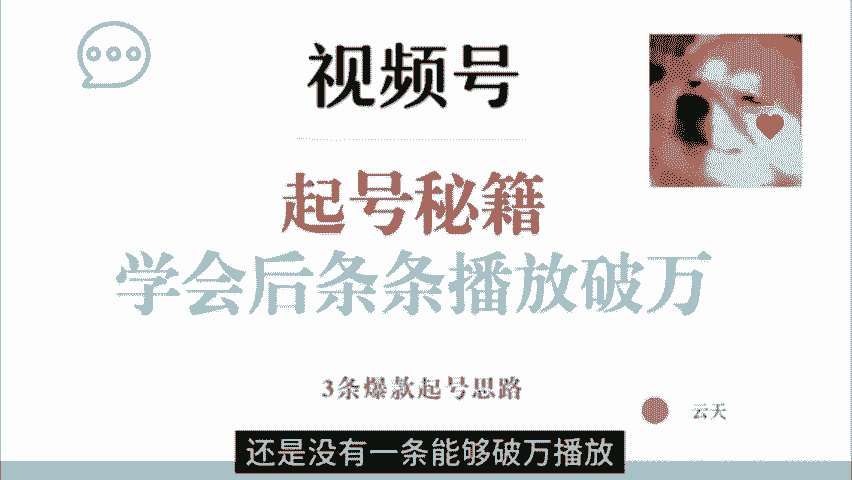 视频号
起号秘籍
学会后条条播放破万
3条爆款起号思路
云天
还是没有一条能够破万播放